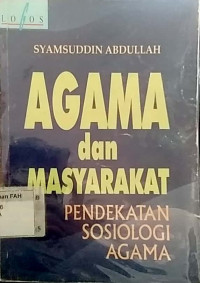 LOGOS
SYAMSUDDIN ABDULLAH
AGAMA
dan
MASYARAKAT
PENDEKATAN
SOSIOLOGI
AGAMA